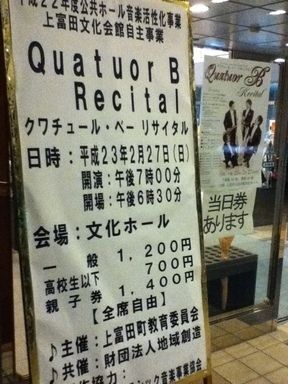 平成22年度公共ホール音楽活性化事業
上富田文化会館自主事業
Quatuor B
Recital
クワチュール・ベー リサイタル
日時：平成23年2月27日（日）
開演：午後7時00分
開場：午後6時30分
会場：文化ホール
一般 1，200円
高校生以下 700円
親子券 1，400円
【全席自由】
♪主催：上富田町教育委員会
♪共催：財団法人地域創造
Quatuor B
Recital
当日券
あります